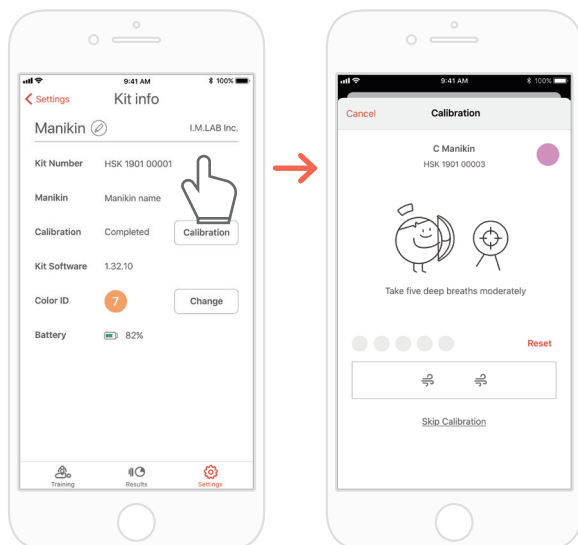 9:41 AM
100%
Settings
Kit info
Manikin
I.M.LAB Inc.
Kit Number HSK 1901 00001
Manikin Manikin name
Calibration Completed Calibration
Kit Software 1.32.10
Color ID 7 Change
Battery 82%
Training Results Settings
9:41 AM
100%
Cancel Calibration
C Manikin
HSK 1901 00003
Take five deep breaths moderately
Reset
Skip Calibration